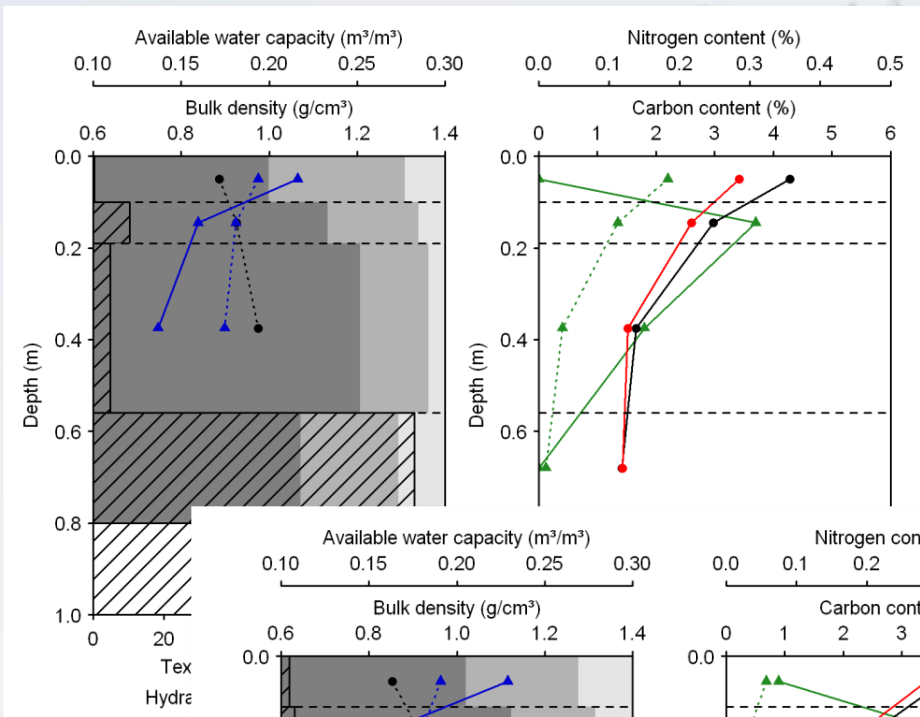 Available water capacity (m³/m³)
0.10 0.15 0.20 0.25 0.30
Bulk density (g/cm³)
0.6 0.8 1.0 1.2 1.4
0.0
0.2
0.4
0.6
0.8
1.0
Depth (m)
0 20
Tex
Hydra
Nitrogen content (%)
0.0 0.1 0.2 0.3 0.4 0.5
Carbon content (%)
0 1 2 3 4 5 6
0.0
0.2
0.4
0.6
Depth (m)
Available water capacity (m³/m³)
0.10 0.15 0.20 0.25 0.30
Bulk density (g/cm³)
0.6 0.8 1.0 1.2 1.4
0.0
Nitrogen con
0.0 0.1 0.2
Carbon cont
0 1 2 3
0.0